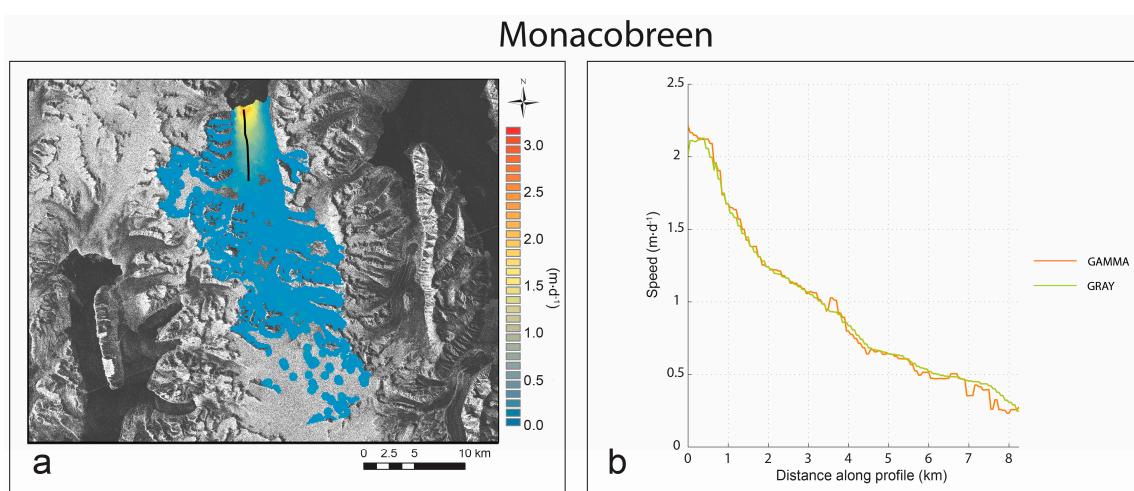 Monacobreen
N
3.0
2.5
2.0
1.5
1.0
0.5
0.0
(m·d⁻¹)
0 2.5 5 10 km
a
2.5
2
1.5
1
0.5
0
Speed (m·d⁻¹)
0 1 2 3 4 5 6 7 8
Distance along profile (km)
GAMMA
GRAY
b